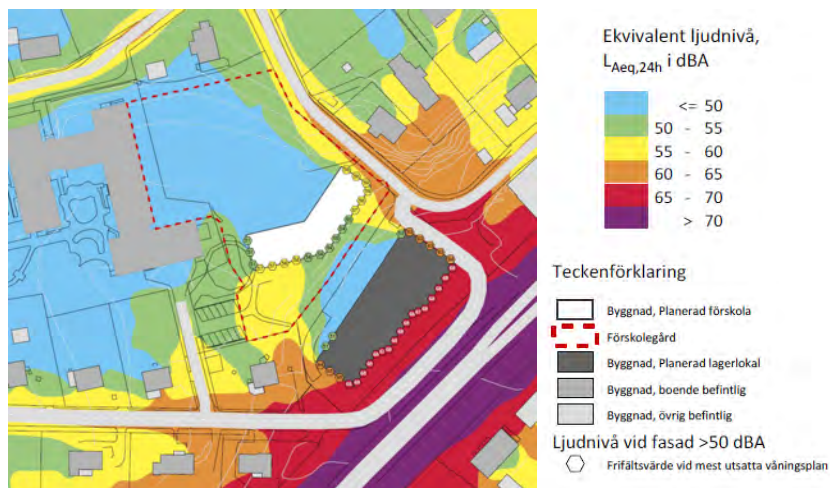 Ekvivalent ljudnivå,
LAeq,24h i dBA
<= 50
50 - 55
55 - 60
60 - 65
65 - 70
> 70
Teckenförklaring
Byggnad, Planerad förskola
Förskolegård
Byggnad, Planerad lagerlokal
Byggnad, boende befintlig
Byggnad, övrig befintlig
Ljudnivå vid fasad >50 dBA
Frifältsvärde vid mest utsatta våningsplan